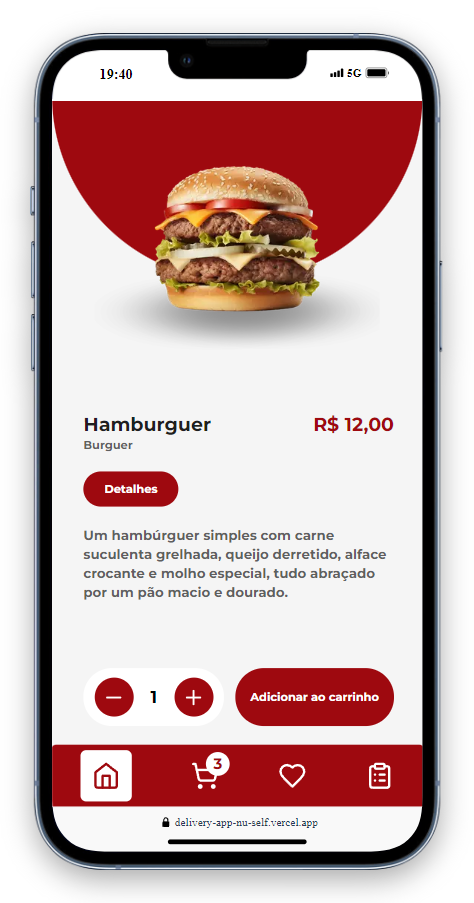 19:40
5G
Hamburguer
R$ 12,00
Burguer
Detalhes
Um hambúrguer simples com carne
suculenta grelhada, queijo derretido, alface
crocante e molho especial, tudo abraçado
por um pão macio e dourado.
1
Adicionar ao carrinho
3
delivery-app-nu-self.vercel.app